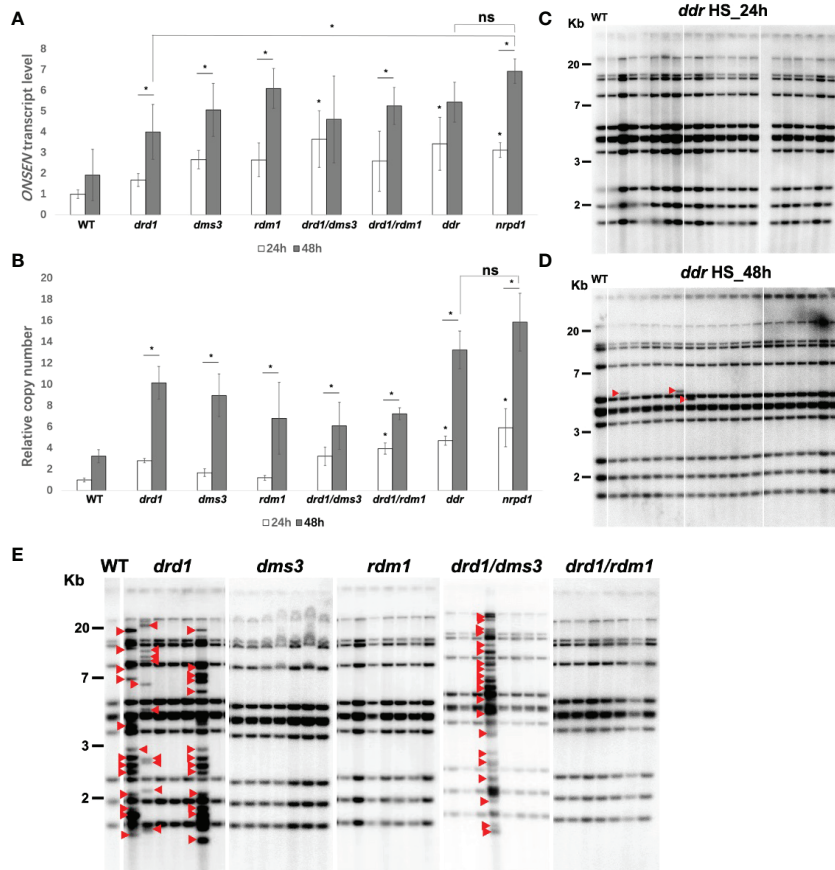 A
ns
*
* * * * * * *
* *
ONSEN transcript level
8
7
6
5
4
3
2
1
0
WT drd1 dms3 rdm1 drd1/dms3 drd1/rdm1 ddr nrpd1
24h 48h
B
ns
* * * * * * *
* * *
Relative copy number
20
18
16
14
12
10
8
6
4
2
0
WT drd1 dms3 rdm1 drd1/dms3 drd1/rdm1 ddr nrpd1
24h 48h
C
ddr HS_24h
Kb WT
20
7
3
2
D
ddr HS_48h
Kb WT
20
7
3
2
E
WT drd1 dms3 rdm1 drd1/dms3 drd1/rdm1
Kb
20
7
3
2